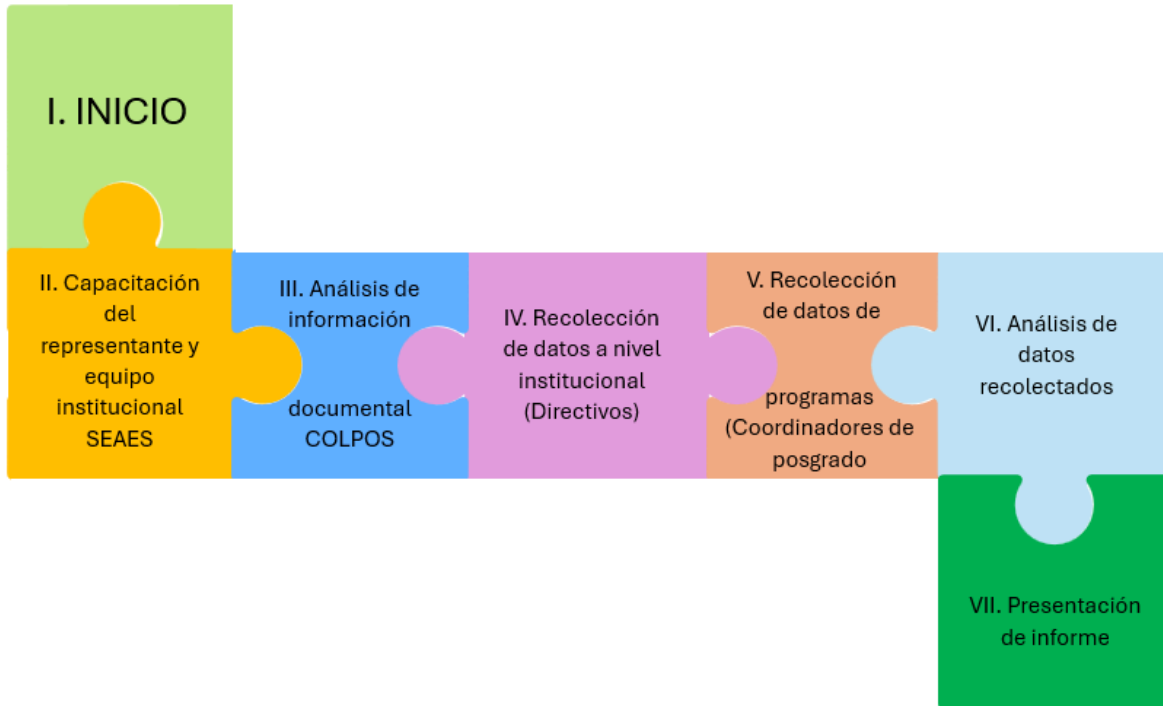 I. INICIO
II. Capacitación
del
representante y
equipo
institucional
SEAES
III. Análisis de
información
documental
COLPOS
IV. Recolección
de datos a nivel
institucional
(Directivos)
V. Recolección
de datos de
programas
(Coordinadores de
posgrado
VI. Análisis de
datos
recolectados
VII. Presentación
de informe